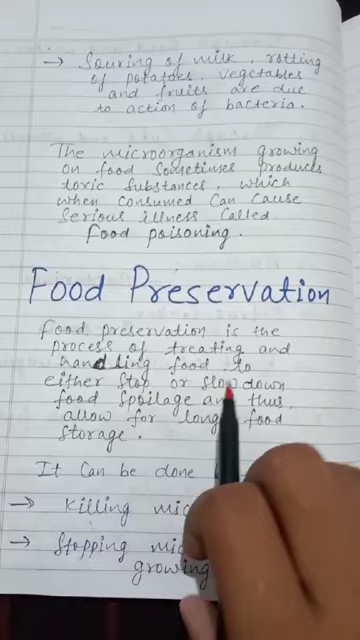 → Souring of milk, rotting
of potatoes, vegetables
and fruits are due
to action of bacteria.
The microorganism growing
on food sometimes produces
toxic substances, which
when consumed can cause
serious illness called
Food poisoning.
Food Preservation
Food preservation is the
process of treating and
handling food to
either stop or slow down
food spoilage and thus
allow for long food
storage.
It can be done
→ Killing mic
→ Stopping mic
growing